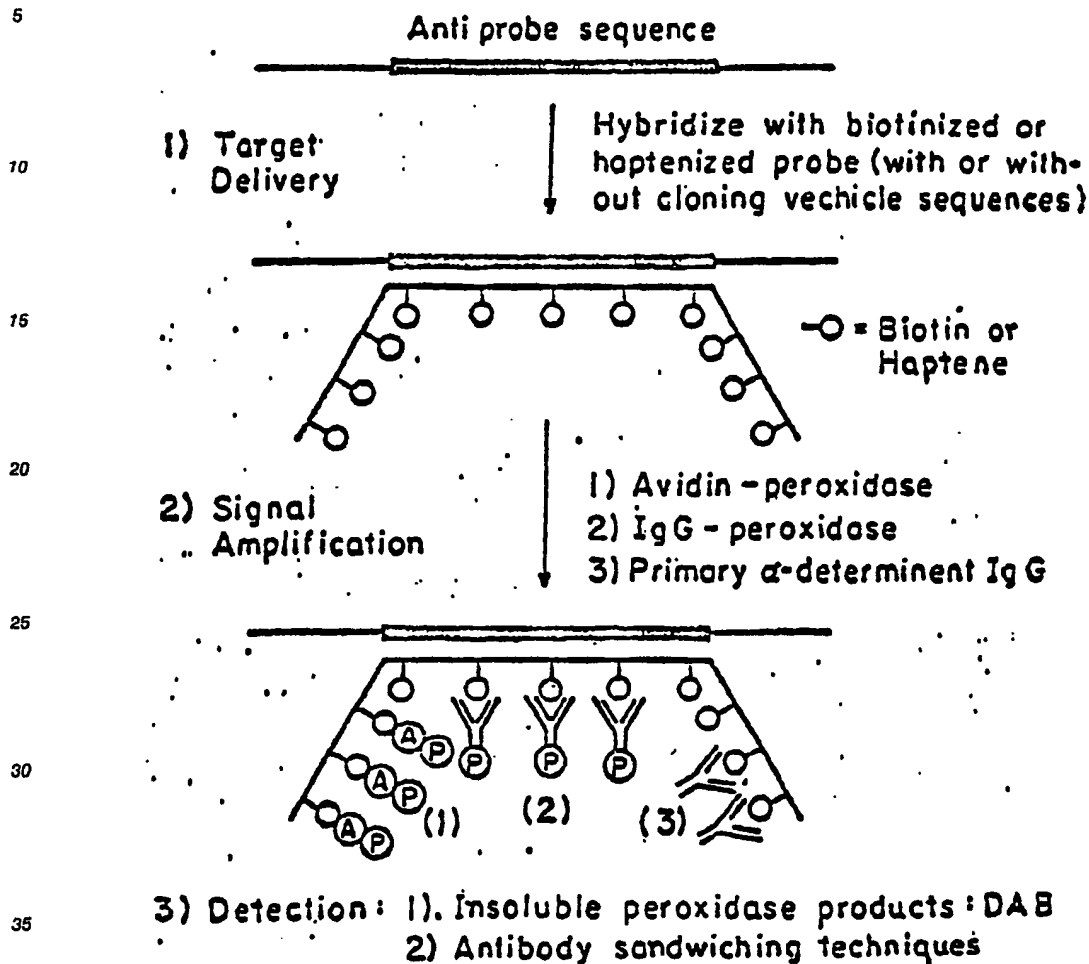 5
Anti probe sequence
1) Target
Delivery
Hybridize with biotinized or
haptenized probe (with or with-
out cloning vechicle sequences)
10
15
-O = Biotin or
Haptene
20
2) Signal
Amplification
1) Avidin-peroxidase
2) IgG-peroxidase
3) Primary α-determinent IgG
25
A P P P P
A P
A P
(1) (2) (3)
30
3) Detection: 1). Insoluble peroxidase products: DAB
35
2) Antibody sandwiching techniques